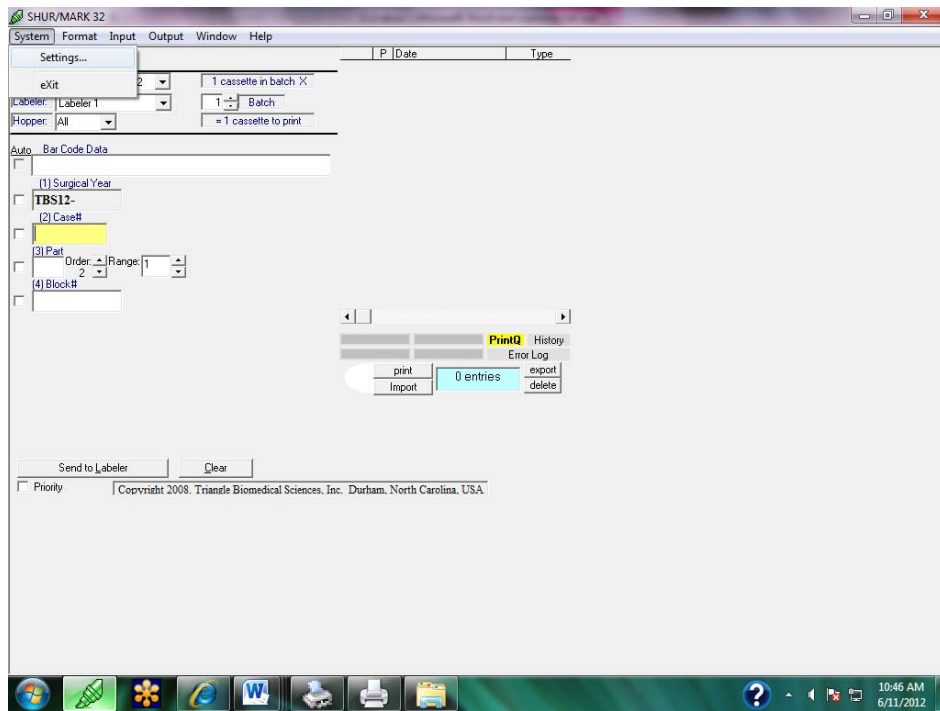 SHUR/MARK 32
System Format Input Output Window Help
Settings...
eXit
P Date Type
2 1 cassette in batch X
Labeler: Labeler 1 1 Batch
Hopper: All = 1 cassette to print
Auto Bar Code Data
(1) Surgical Year
TBS12-
(2) Case#
(3) Part
Order: 2 Range: 1
(4) Block#
PrintQ History
Error Log
print 0 entries export
Import delete
Send to Labeler Clear
Priority Copyright 2008. Triangle Biomedical Sciences, Inc. Durham, North Carolina, USA
W
?
10:46 AM
6/11/2012